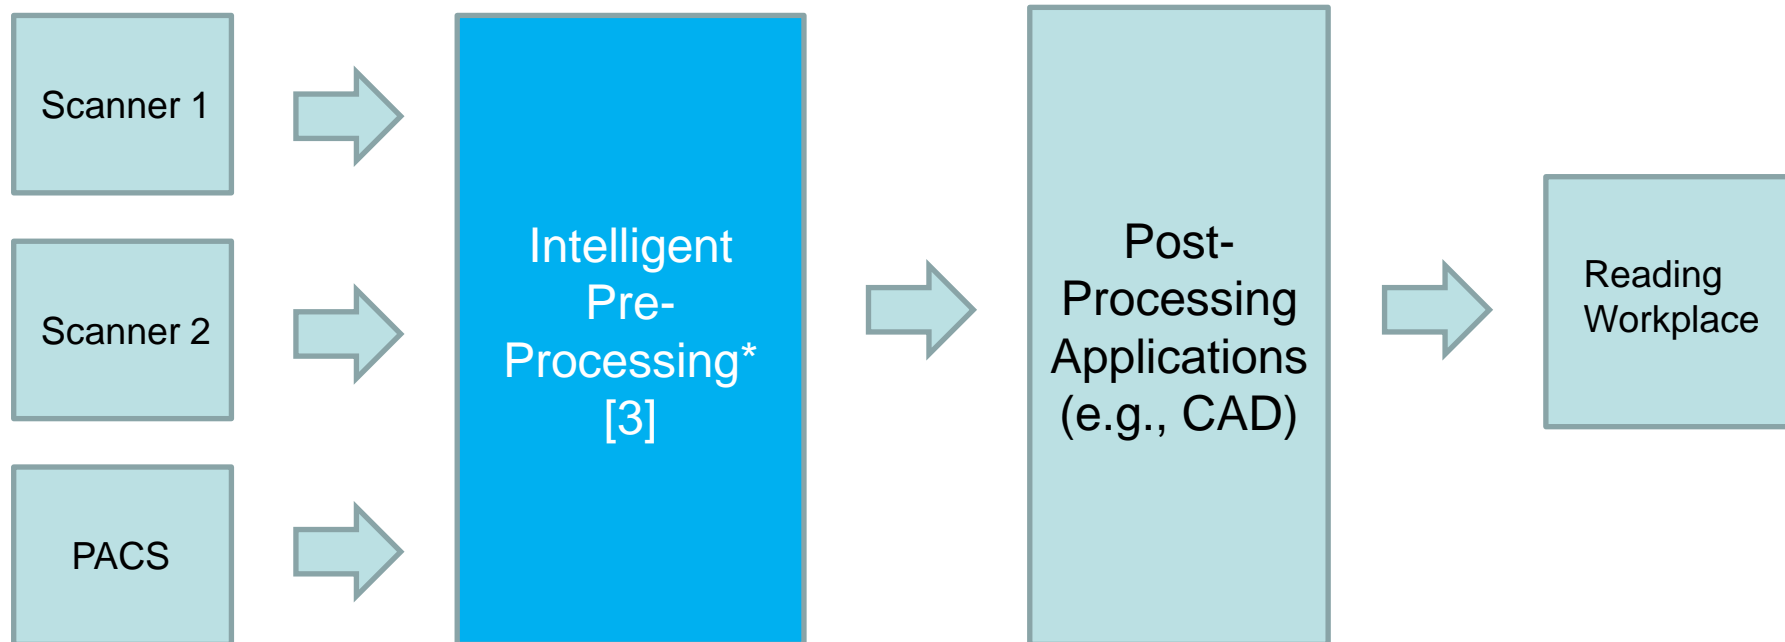 Scanner 1
Scanner 2
PACS
Intelligent
Pre-
Processing*
[3]
Post-
Processing
Applications
(e.g., CAD)
Reading
Workplace